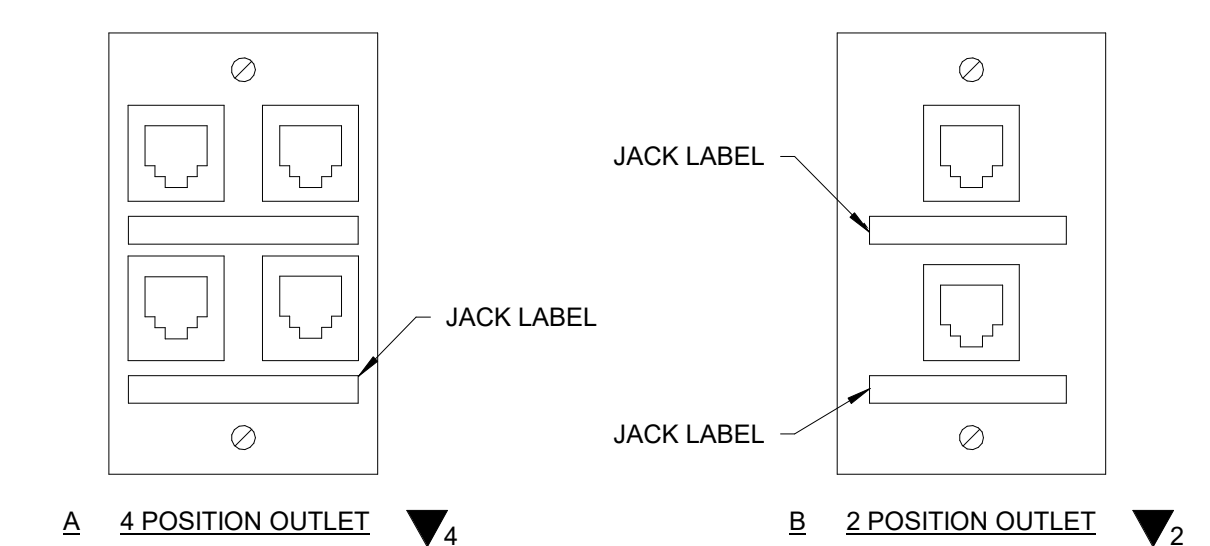 JACK LABEL
JACK LABEL
JACK LABEL
A 4 POSITION OUTLET 4
B 2 POSITION OUTLET 2